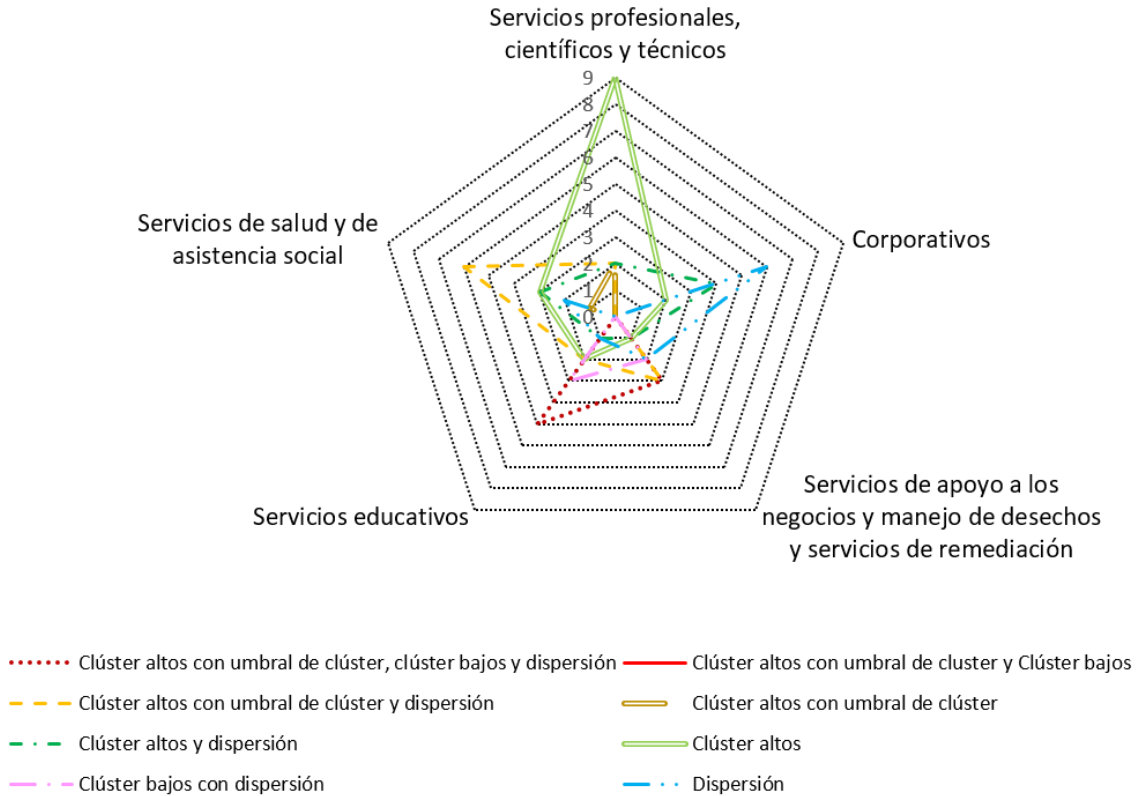 Servicios profesionales,
científicos y técnicos
9
8
7
6
5
4
3
2
1
0
Servicios de salud y de
asistencia social
Corporativos
Servicios educativos
Servicios de apoyo a los
negocios y manejo de desechos
y servicios de remediación
Clúster altos con umbral de clúster, clúster bajos y dispersión
Clúster altos con umbral de cluster y Clúster bajos
Clúster altos con umbral de clúster y dispersión
Clúster altos con umbral de clúster
Clúster altos y dispersión
Clúster altos
Clúster bajos con dispersión
Dispersión